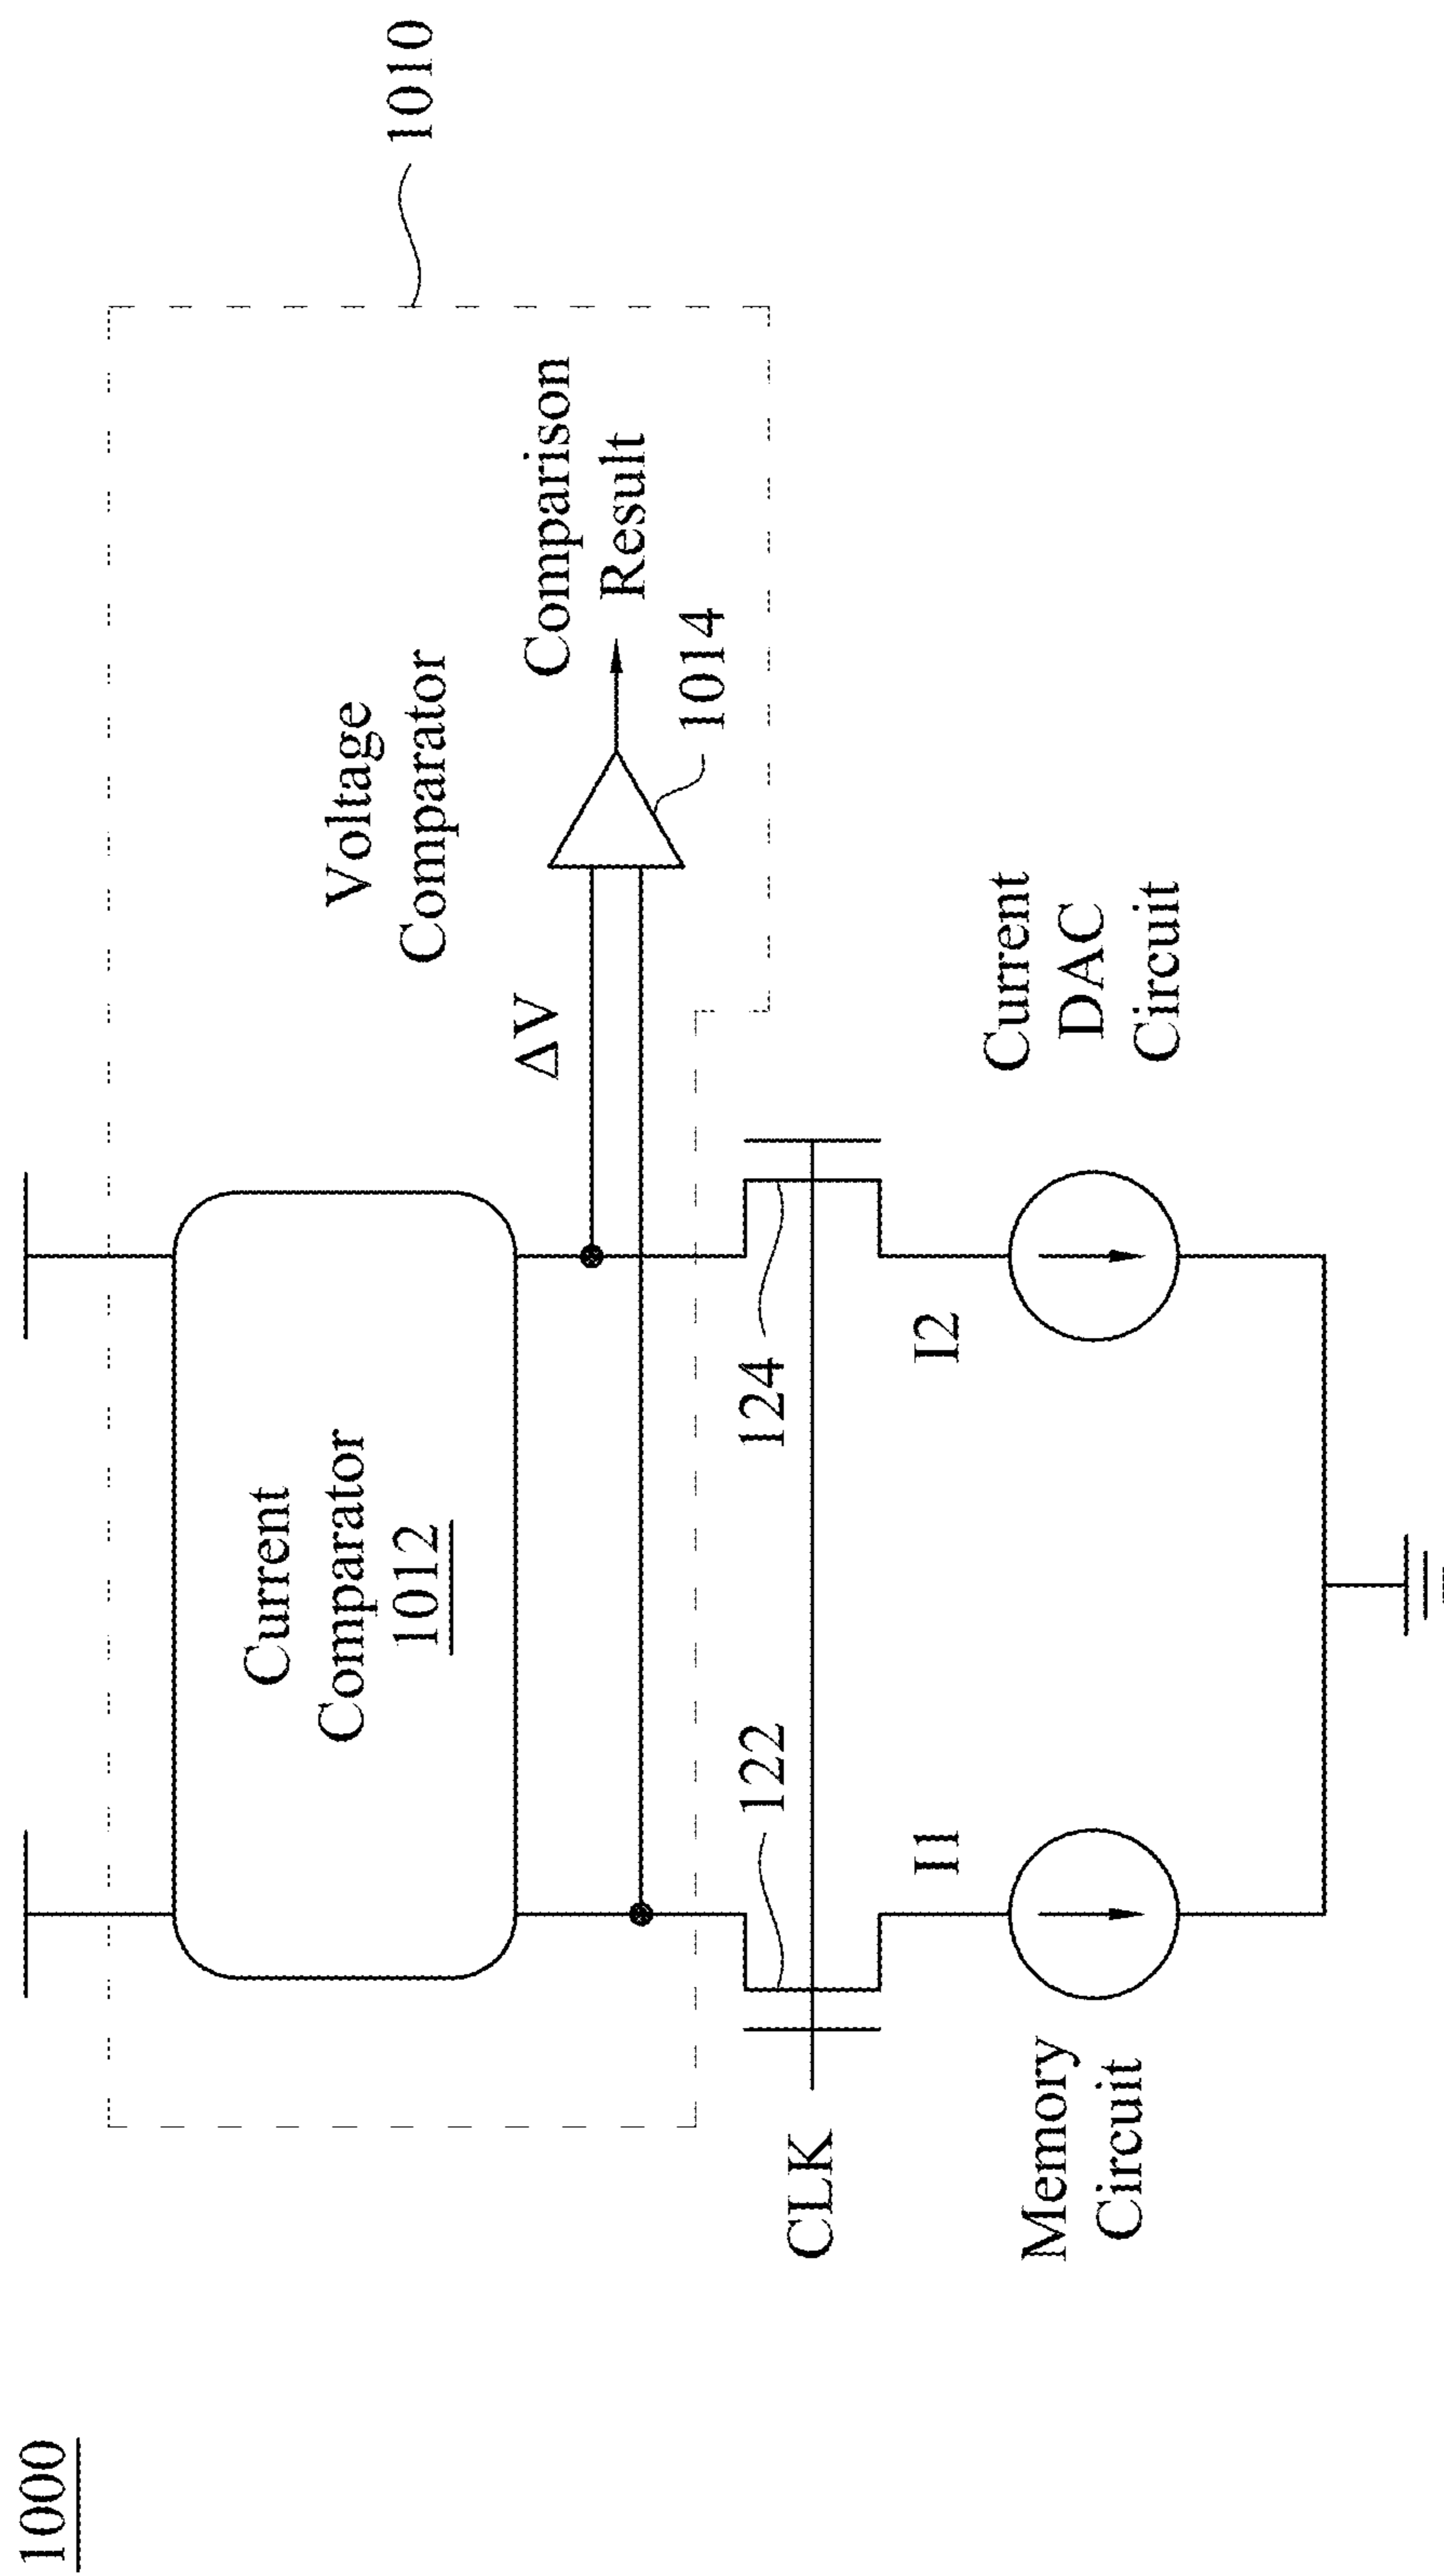 1000
1010
Current
Comparator
1012
Voltage
Comparator
ΔV
Comparison
Result
1014
CLK
122
124
I1
I2
Memory
Circuit
Current
DAC
Circuit